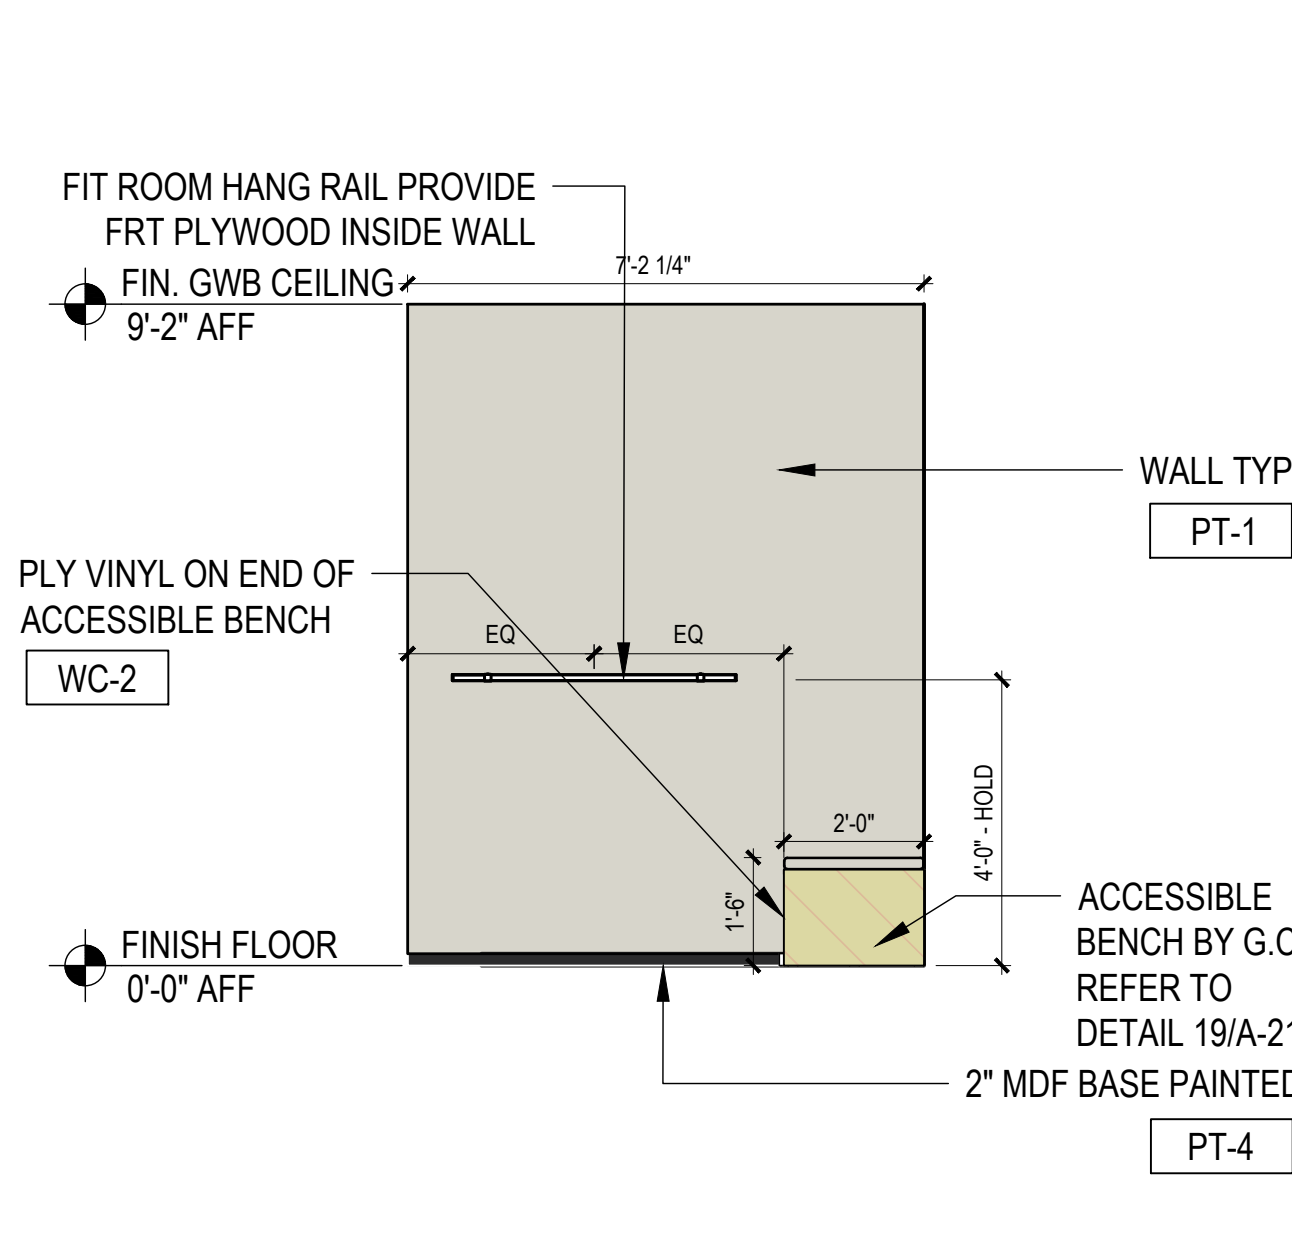 FIT ROOM HANG RAIL PROVIDE
FRT PLYWOOD INSIDE WALL
7'-2 1/4"
FIN. GWB CEILING
9'-2" AFF
WALL TYP
PT-1
PLY VINYL ON END OF
ACCESSIBLE BENCH
WC-2
EQ
EQ
2'-0"
4'-0" - HOLD
1'-6"
ACCESSIBLE
BENCH BY G.C
REFER TO
DETAIL 19/A-21
FINISH FLOOR
0'-0" AFF
2" MDF BASE PAINTED
PT-4